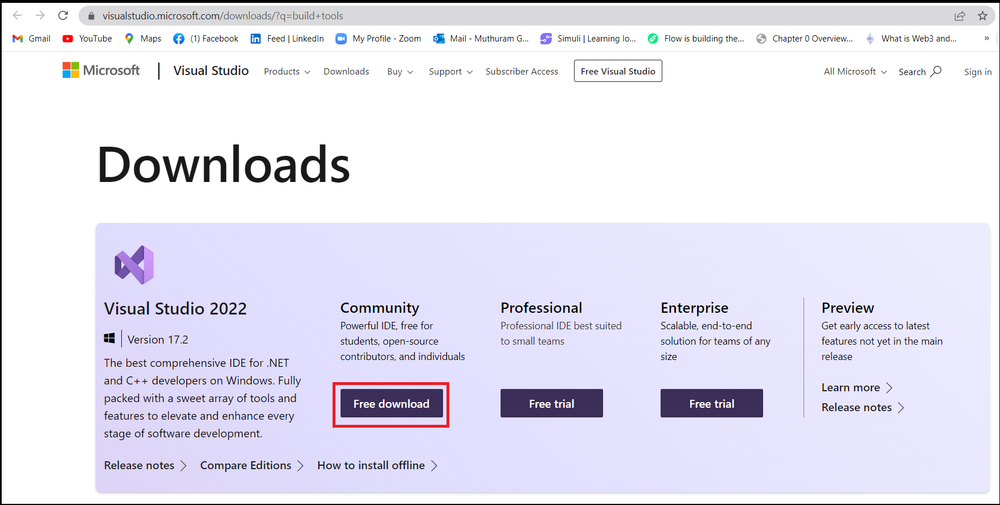 visualstudio.microsoft.com/downloads/?q=build+tools
Gmail YouTube Maps (1) Facebook Feed | LinkedIn My Profile - Zoom Mail - Muthuram G... Simuli | Learning Io... Flow is building the... Chapter 0 Overview... What is Web3 and... »
Microsoft Visual Studio Products Downloads Buy Support Subscriber Access Free Visual Studio All Microsoft Search Sign in
Downloads
Visual Studio 2022
Version 17.2
The best comprehensive IDE for .NET
and C++ developers on Windows. Fully
packed with a sweet array of tools and
features to elevate and enhance every
stage of software development.
Community
Powerful IDE, free for
students, open-source
contributors, and individuals
Free download
Professional
Professional IDE best suited
to small teams
Free trial
Enterprise
Scalable, end-to-end
solution for teams of any
size
Free trial
Preview
Get early access to latest
features not yet in the main
release
Learn more
Release notes
Release notes Compare Editions How to install offline